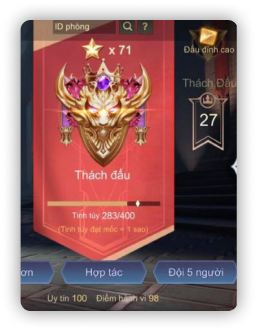 ID phòng ?
x 71
Đấu đỉnh cao
Thách Đấu
27
Thách đấu
Tinh túy 283/400
(Tinh túy đạt mốc = 1 sao)
ơn Hợp tác Đội 5 người
Uy tín 100 Điểm hành vi 98